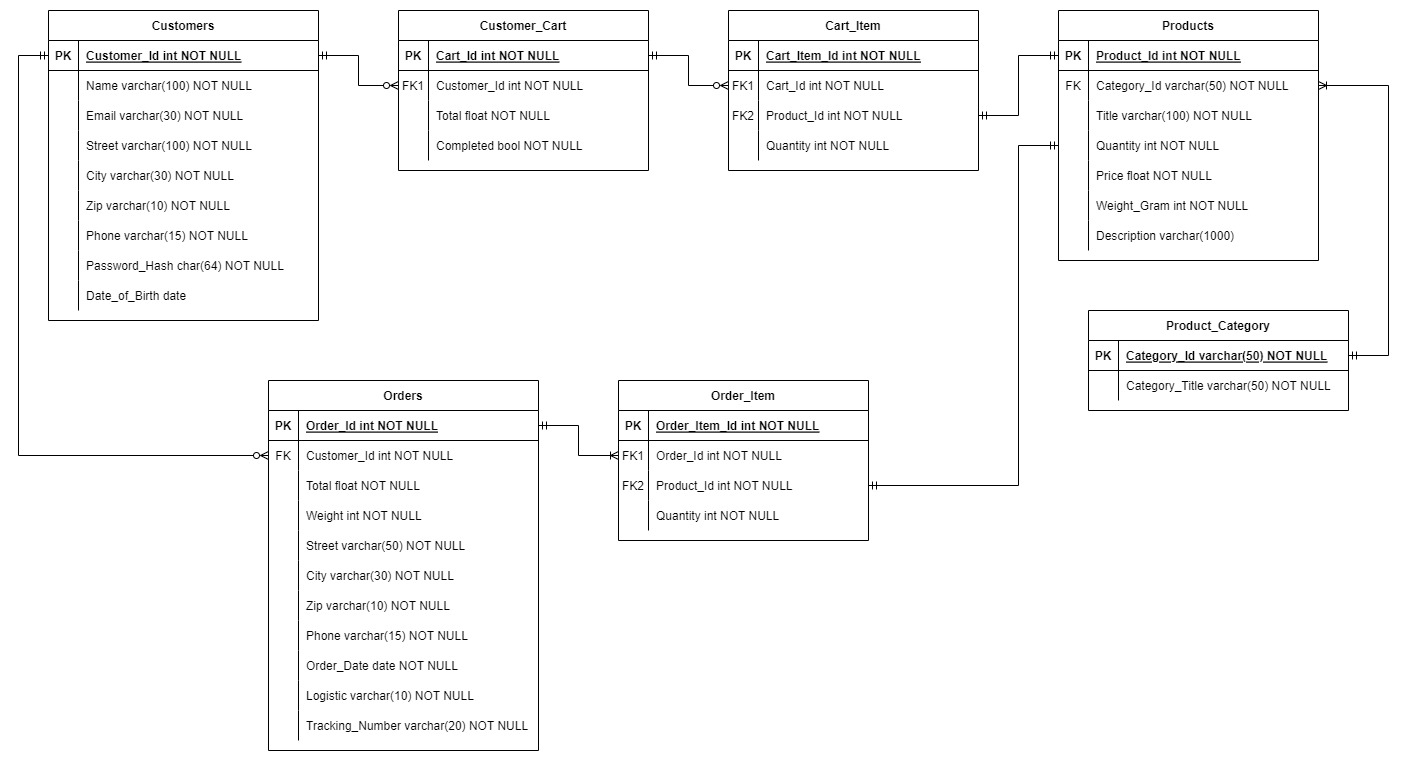 Customers
PK Customer_Id int NOT NULL
Name varchar(100) NOT NULL
Email varchar(30) NOT NULL
Street varchar(100) NOT NULL
City varchar(30) NOT NULL
Zip varchar(10) NOT NULL
Phone varchar(15) NOT NULL
Password_Hash char(64) NOT NULL
Date_of_Birth date
Customer_Cart
PK Cart_Id int NOT NULL
FK1 Customer_Id int NOT NULL
Total float NOT NULL
Completed bool NOT NULL
Cart_Item
PK Cart_Item_Id int NOT NULL
FK1 Cart_Id int NOT NULL
FK2 Product_Id int NOT NULL
Quantity int NOT NULL
Products
PK Product_Id int NOT NULL
FK Category_Id varchar(50) NOT NULL
Title varchar(100) NOT NULL
Quantity int NOT NULL
Price float NOT NULL
Weight_Gram int NOT NULL
Description varchar(1000)
Product_Category
PK Category_Id varchar(50) NOT NULL
Category_Title varchar(50) NOT NULL
Orders
PK Order_Id int NOT NULL
FK Customer_Id int NOT NULL
Total float NOT NULL
Weight int NOT NULL
Street varchar(50) NOT NULL
City varchar(30) NOT NULL
Zip varchar(10) NOT NULL
Phone varchar(15) NOT NULL
Order_Date date NOT NULL
Logistic varchar(10) NOT NULL
Tracking_Number varchar(20) NOT NULL
Order_Item
PK Order_Item_Id int NOT NULL
FK1 Order_Id int NOT NULL
FK2 Product_Id int NOT NULL
Quantity int NOT NULL